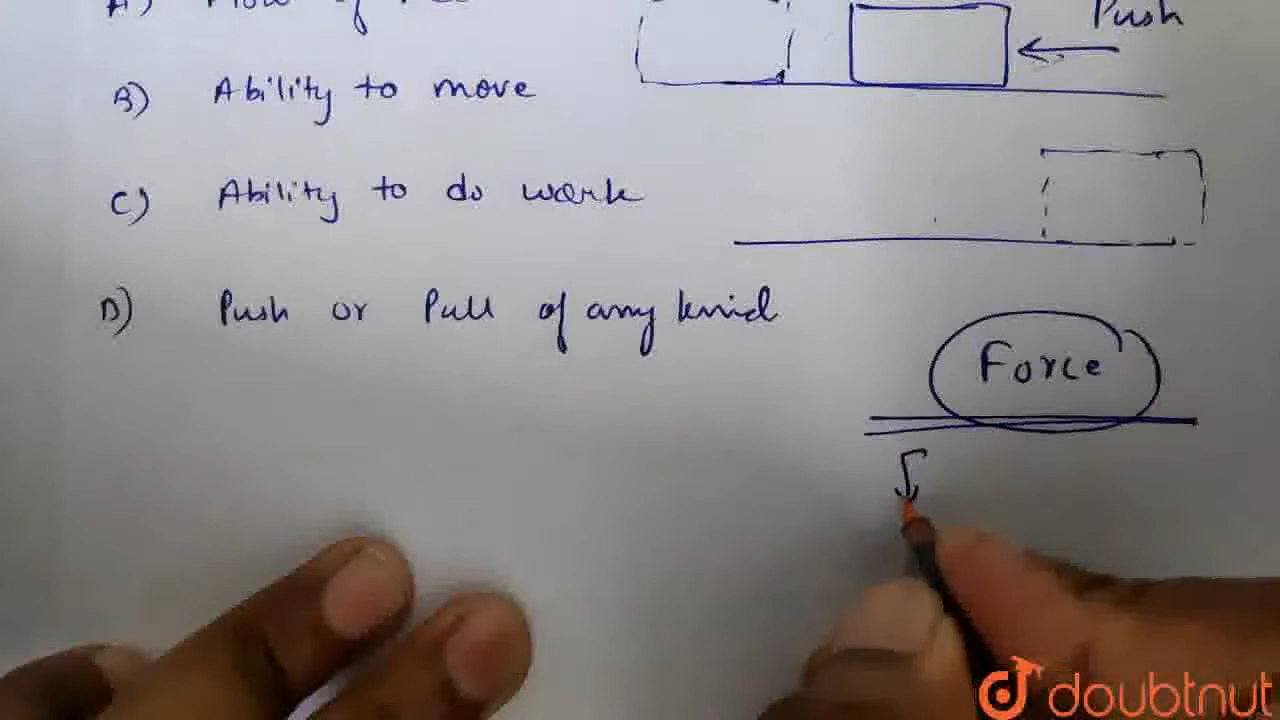 Push
B) Ability to move
C) Ability to do work
D) Push or Pull of any kind
Force
doubtnut